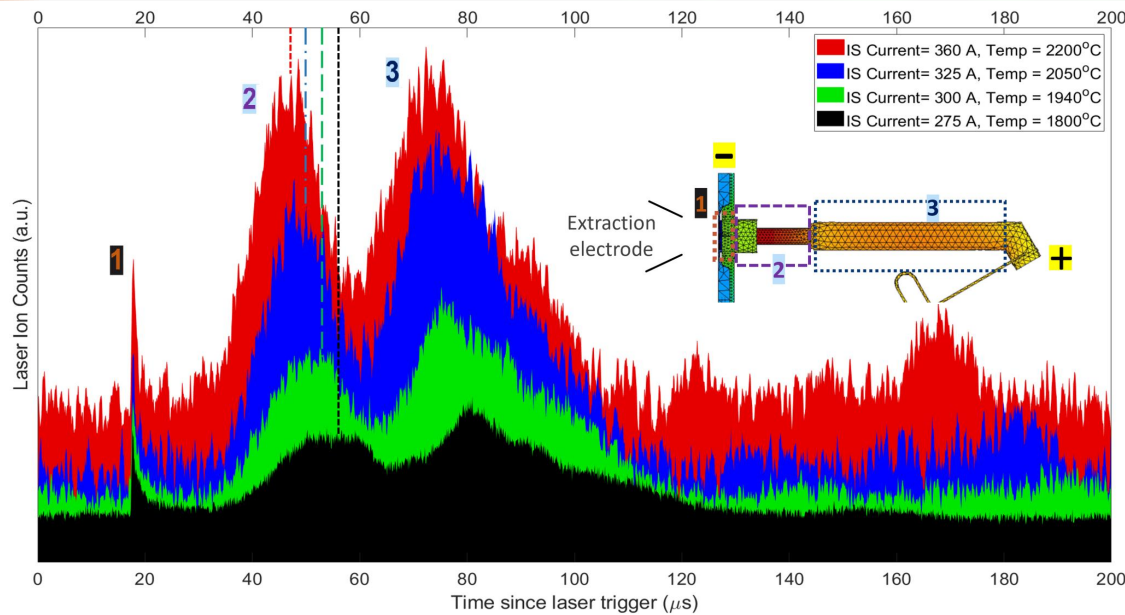 0 20 40 60 80 100 120 140 160 180 200
IS Current= 360 A, Temp = 2200°C
IS Current= 325 A, Temp = 2050°C
IS Current= 300 A, Temp = 1940°C
IS Current= 275 A, Temp = 1800°C
2
3
1
−
1
Extraction
electrode
3
2
+
Laser Ion Counts (a.u.)
0 20 40 60 80 100 120 140 160 180 200
Time since laser trigger (μs)